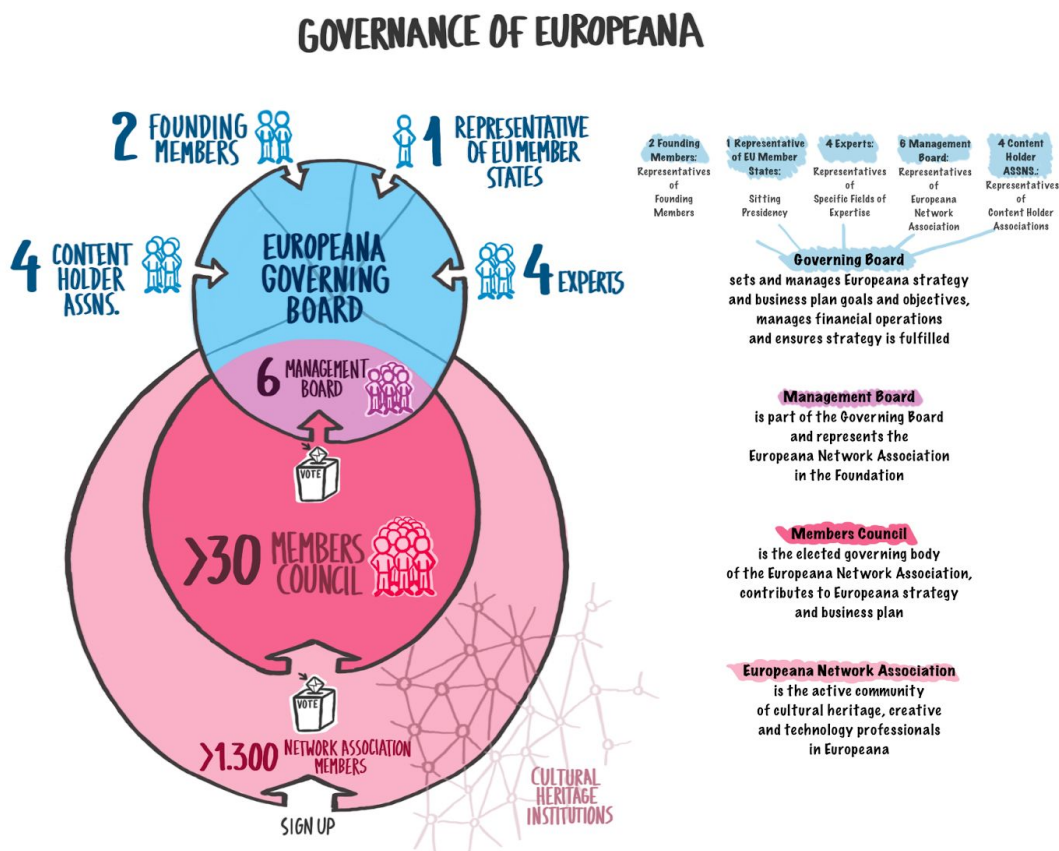 GOVERNANCE OF EUROPEANA
2 FOUNDING
MEMBERS
1 REPRESENTATIVE
OF EU MEMBER
STATES
4 CONTENT
HOLDER
ASSNS.
EUROPEANA
GOVERNING
BOARD
4 EXPERTS
6 MANAGEMENT
BOARD
VOTE
>30 MEMBERS
COUNCIL
VOTE
>1.300 NETWORK ASSOCIATION
MEMBERS
CULTURAL
HERITAGE
INSTITUTIONS
SIGN UP
2 Founding
Members:
Representatives
of
Founding
Members
1 Representative
of EU Member
States:
Sitting
Presidency
4 Experts:
Representatives
of
Specific Fields of
Expertise
6 Management
Board:
Representatives
of
Europeana
Network
Association
4 Content
Holder
ASSNS.:
Representatives
of
Content Holder
Associations
Governing Board
sets and manages Europeana strategy
and business plan goals and objectives,
manages financial operations
and ensures strategy is fulfilled
Management Board
is part of the Governing Board
and represents the
Europeana Network Association
in the Foundation
Members Council
is the elected governing body
of the Europeana Network Association,
contributes to Europeana strategy
and business plan
Europeana Network Association
is the active community
of cultural heritage, creative
and technology professionals
in Europeana